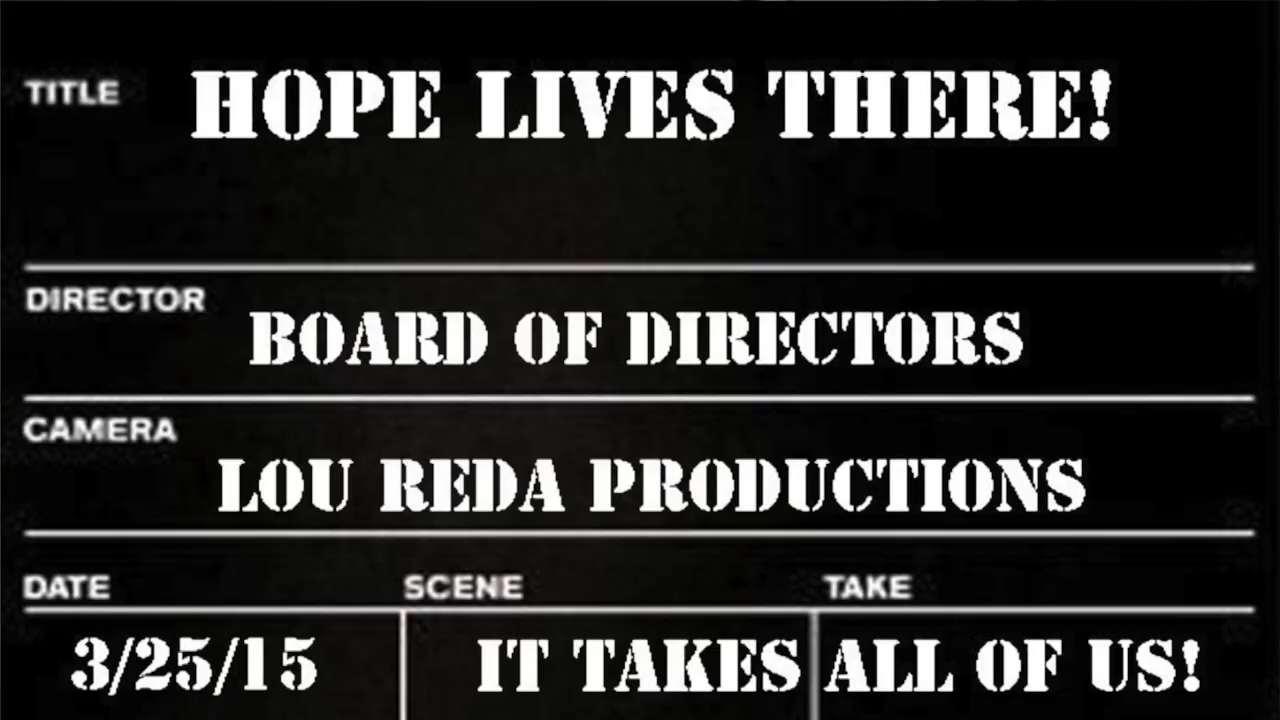 TITLE HOPE LIVES THERE!
DIRECTOR
BOARD OF DIRECTORS
CAMERA
LOU REDA PRODUCTIONS
DATE SCENE TAKE
3/25/15 IT TAKES ALL OF US!